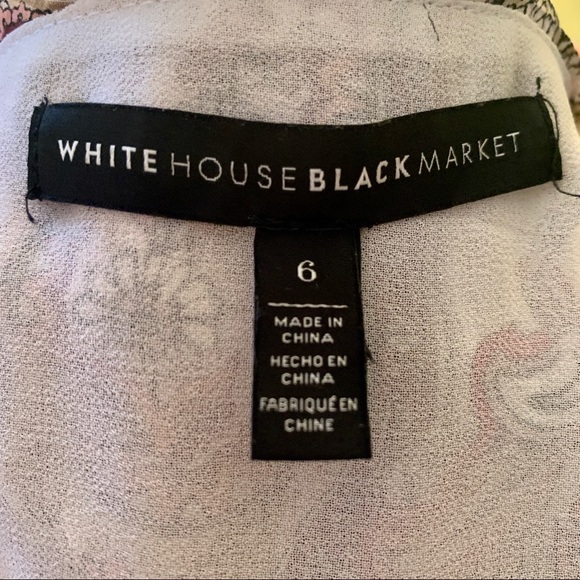 WHITE HOUSE BLACK MARKET
6
MADE IN
CHINA
HECHO EN
CHINA
FABRIQUÉ EN
CHINE